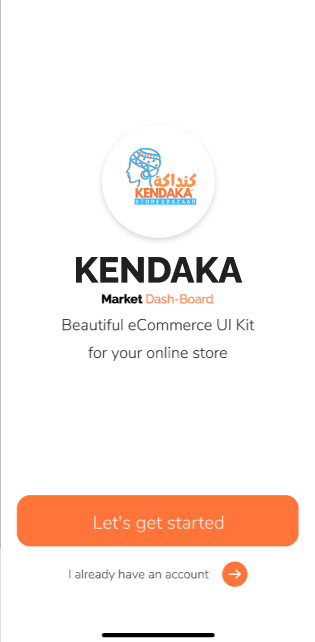 كنداكة
KENDAKA
STORE&BAZAAR
KENDAKA
Market Dash-Board
Beautiful eCommerce UI Kit
for your online store
Let's get started
I already have an account